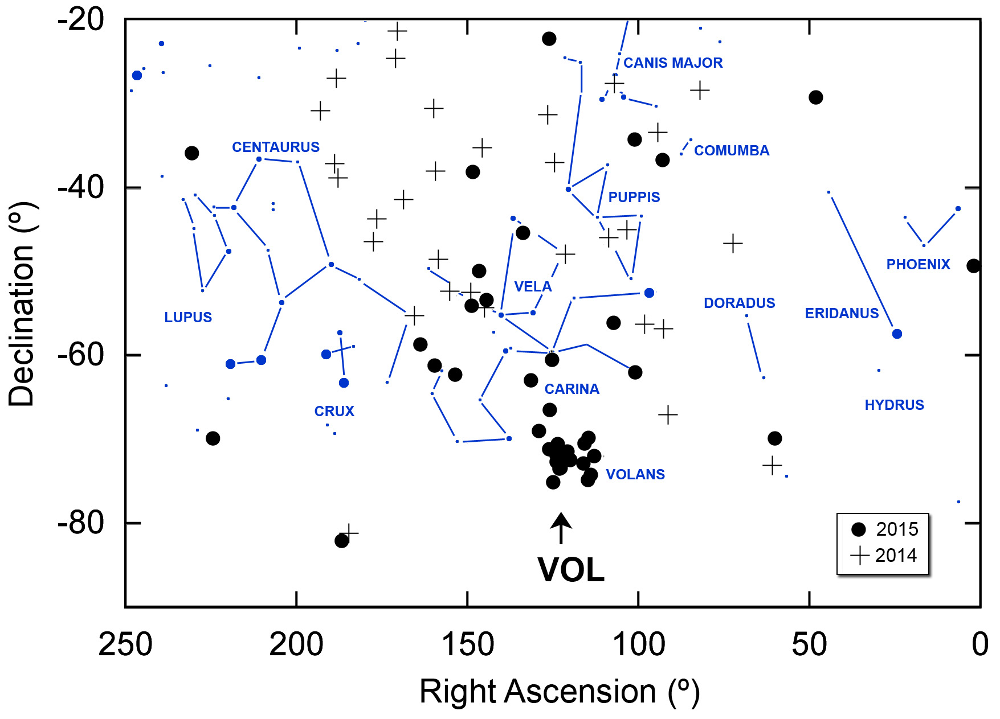 -20
CANIS MAJOR
CENTAURUS
COMUMBA
-40
PUPPIS
PHOENIX
VELA
DORADUS
ERIDANUS
LUPUS
-60
CARINA
HYDRUS
CRUX
VOLANS
-80
VOL
2015
2014
250
200
150
100
50
0
Declination (º)
Right Ascension (º)